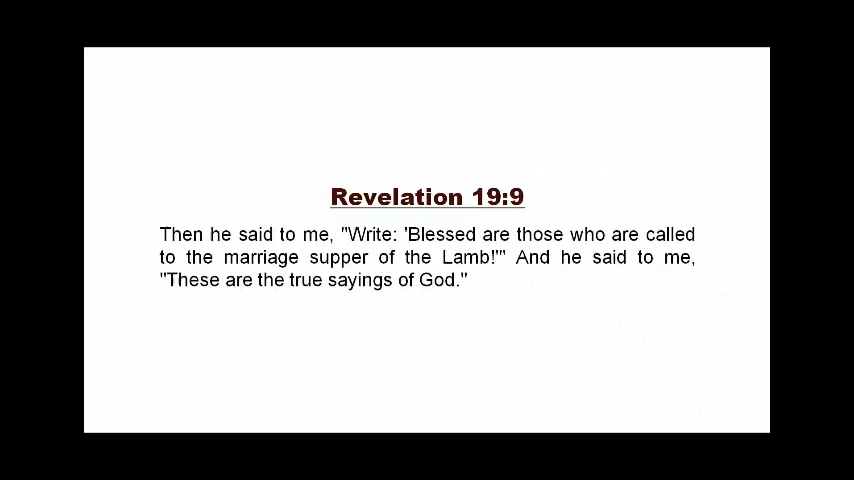 Revelation 19:9
Then he said to me, "Write: 'Blessed are those who are called
to the marriage supper of the Lamb!'" And he said to me,
"These are the true sayings of God."